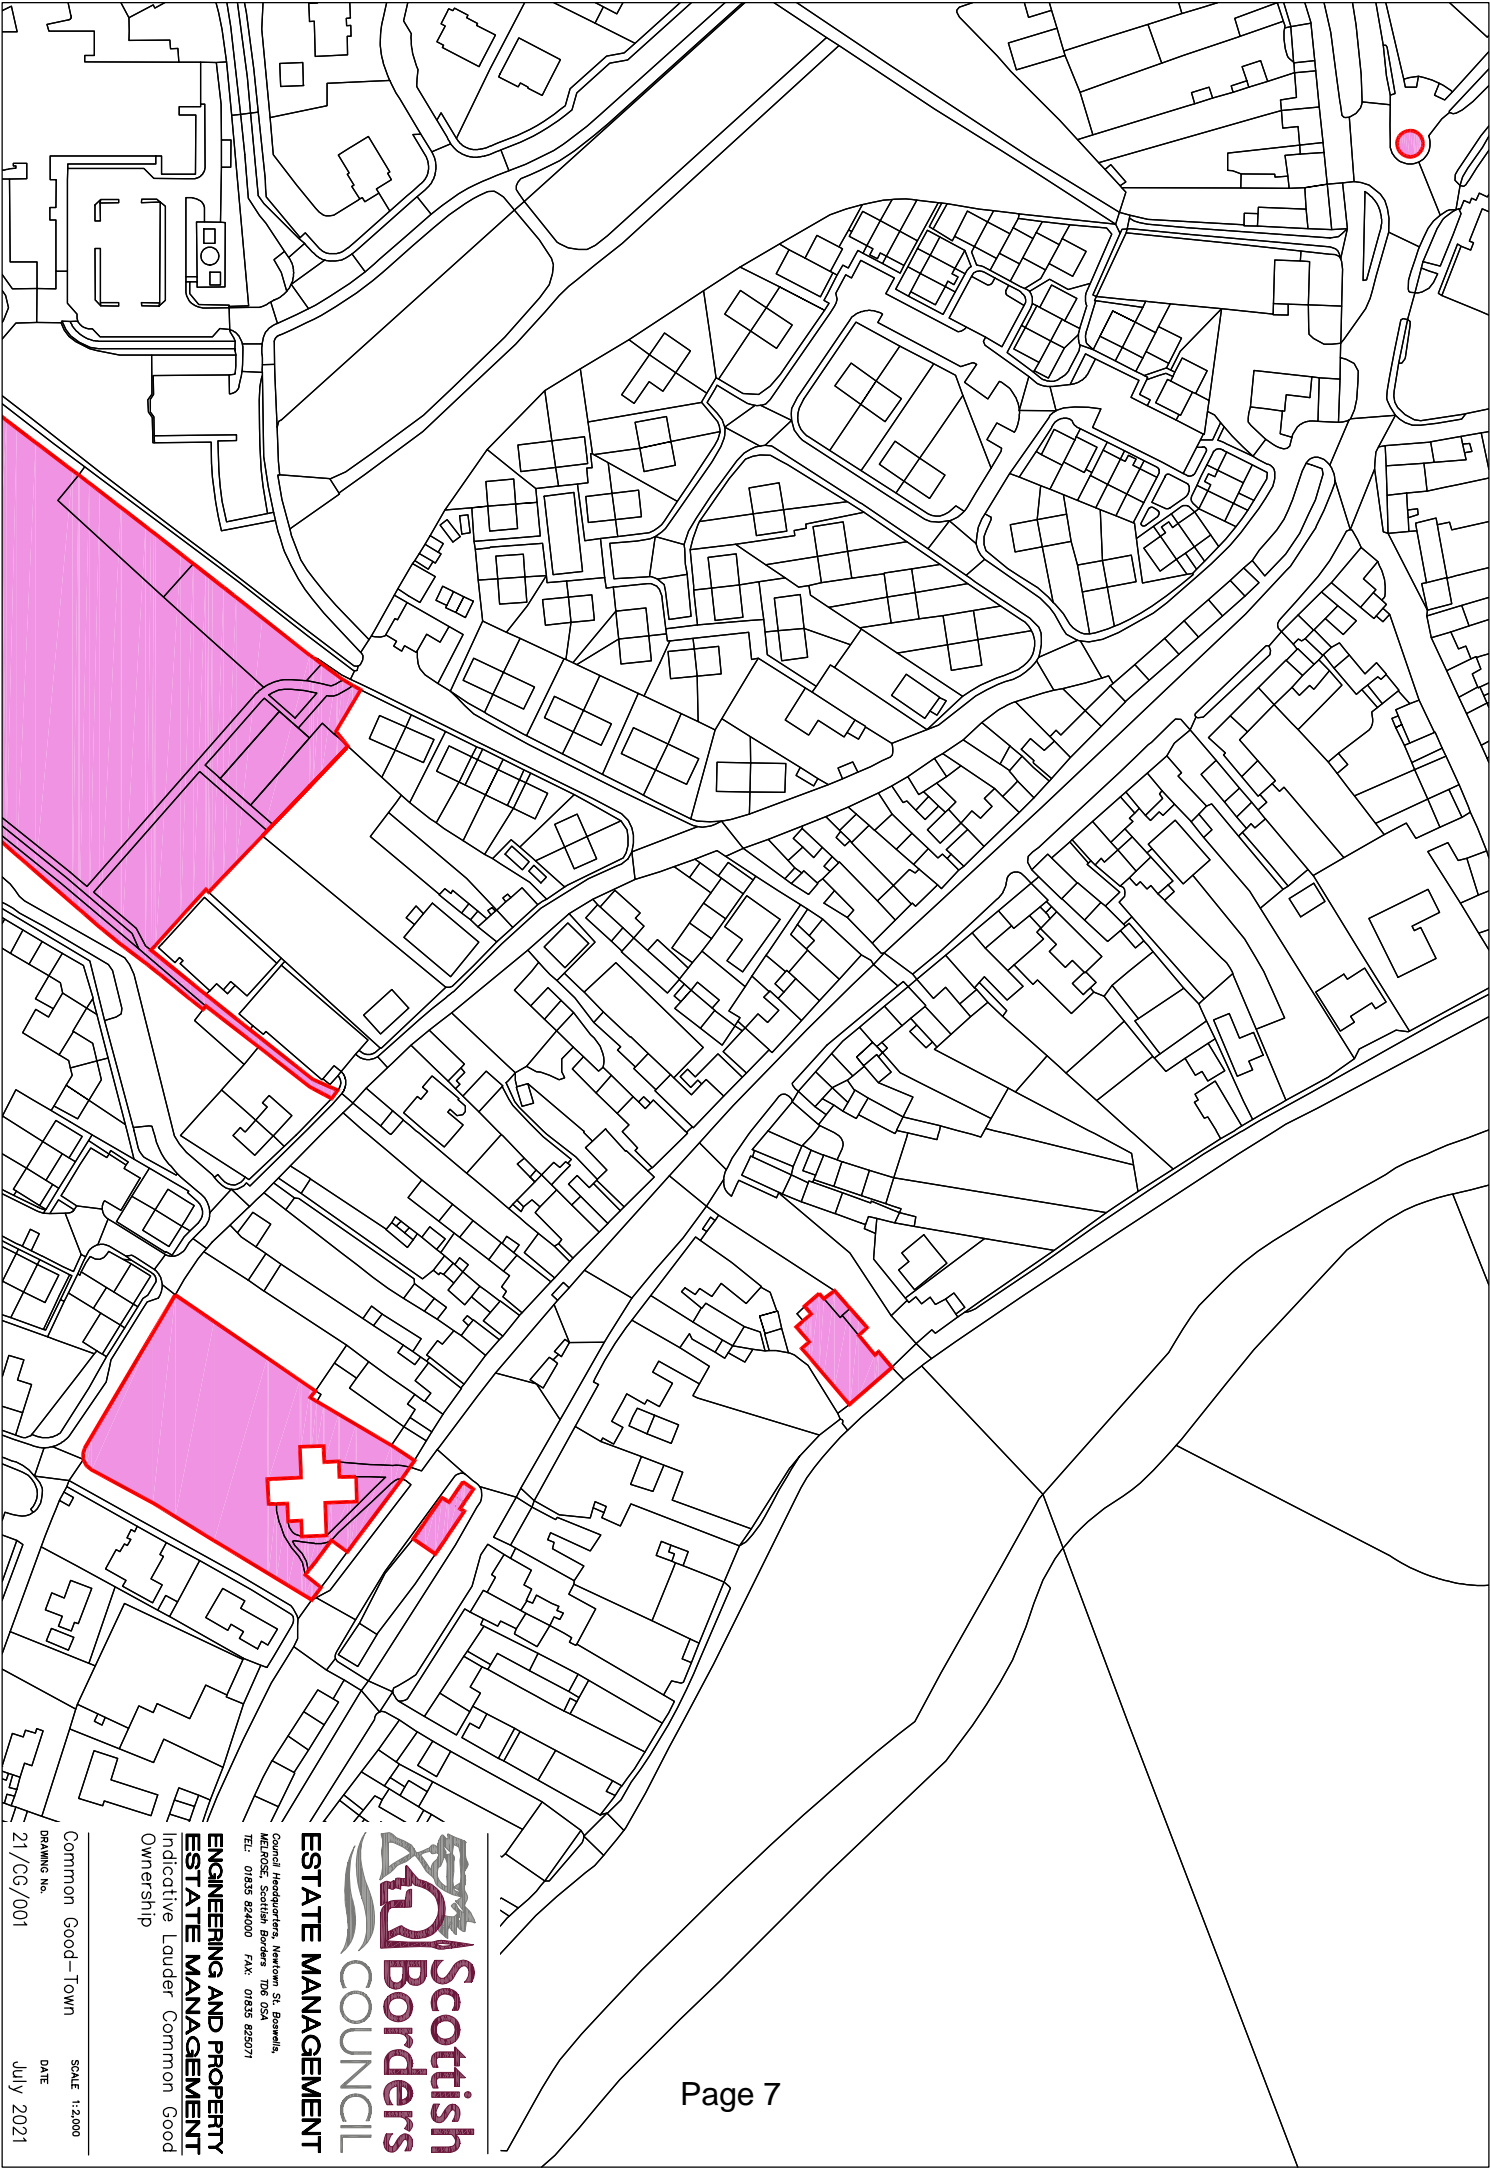 Scottish
Borders
COUNCIL
ESTATE MANAGEMENT
Council Headquarters, Newtown St. Boswells,
MELROSE, Scottish Borders TD6 0SA
TEL: 01835 824000 FAX: 01835 825071
ENGINEERING AND PROPERTY
ESTATE MANAGEMENT
Indicative Lauder Common Good
Ownership
Common Good-Town
SCALE 1:2,000
DRAWING No.
DATE
21/CG/001
July 2021
Page 7